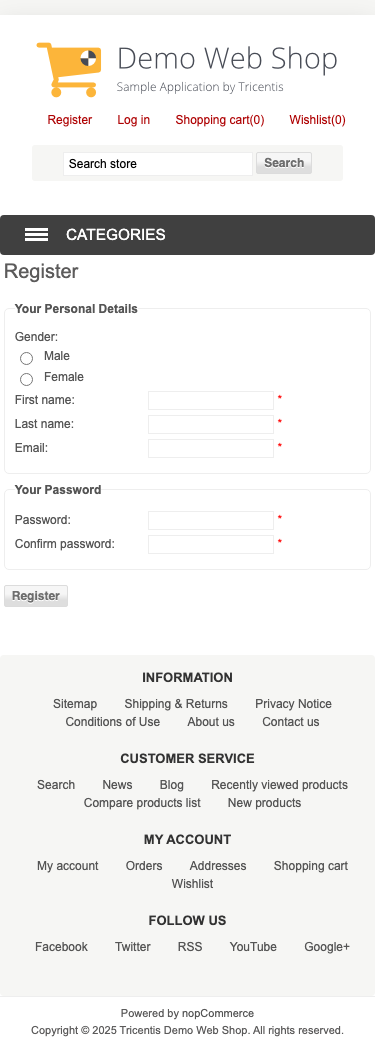 Demo Web Shop
Sample Application by Tricentis
Register Log in Shopping cart(0) Wishlist(0)
Search store Search
CATEGORIES
Register
Your Personal Details
Gender:
Male
Female
First name: *
Last name: *
Email: *
Your Password
Password: *
Confirm password: *
Register
INFORMATION
Sitemap Shipping & Returns Privacy Notice
Conditions of Use About us Contact us
CUSTOMER SERVICE
Search News Blog Recently viewed products
Compare products list New products
MY ACCOUNT
My account Orders Addresses Shopping cart
Wishlist
FOLLOW US
Facebook Twitter RSS YouTube Google+
Powered by nopCommerce
Copyright © 2025 Tricentis Demo Web Shop. All rights reserved.